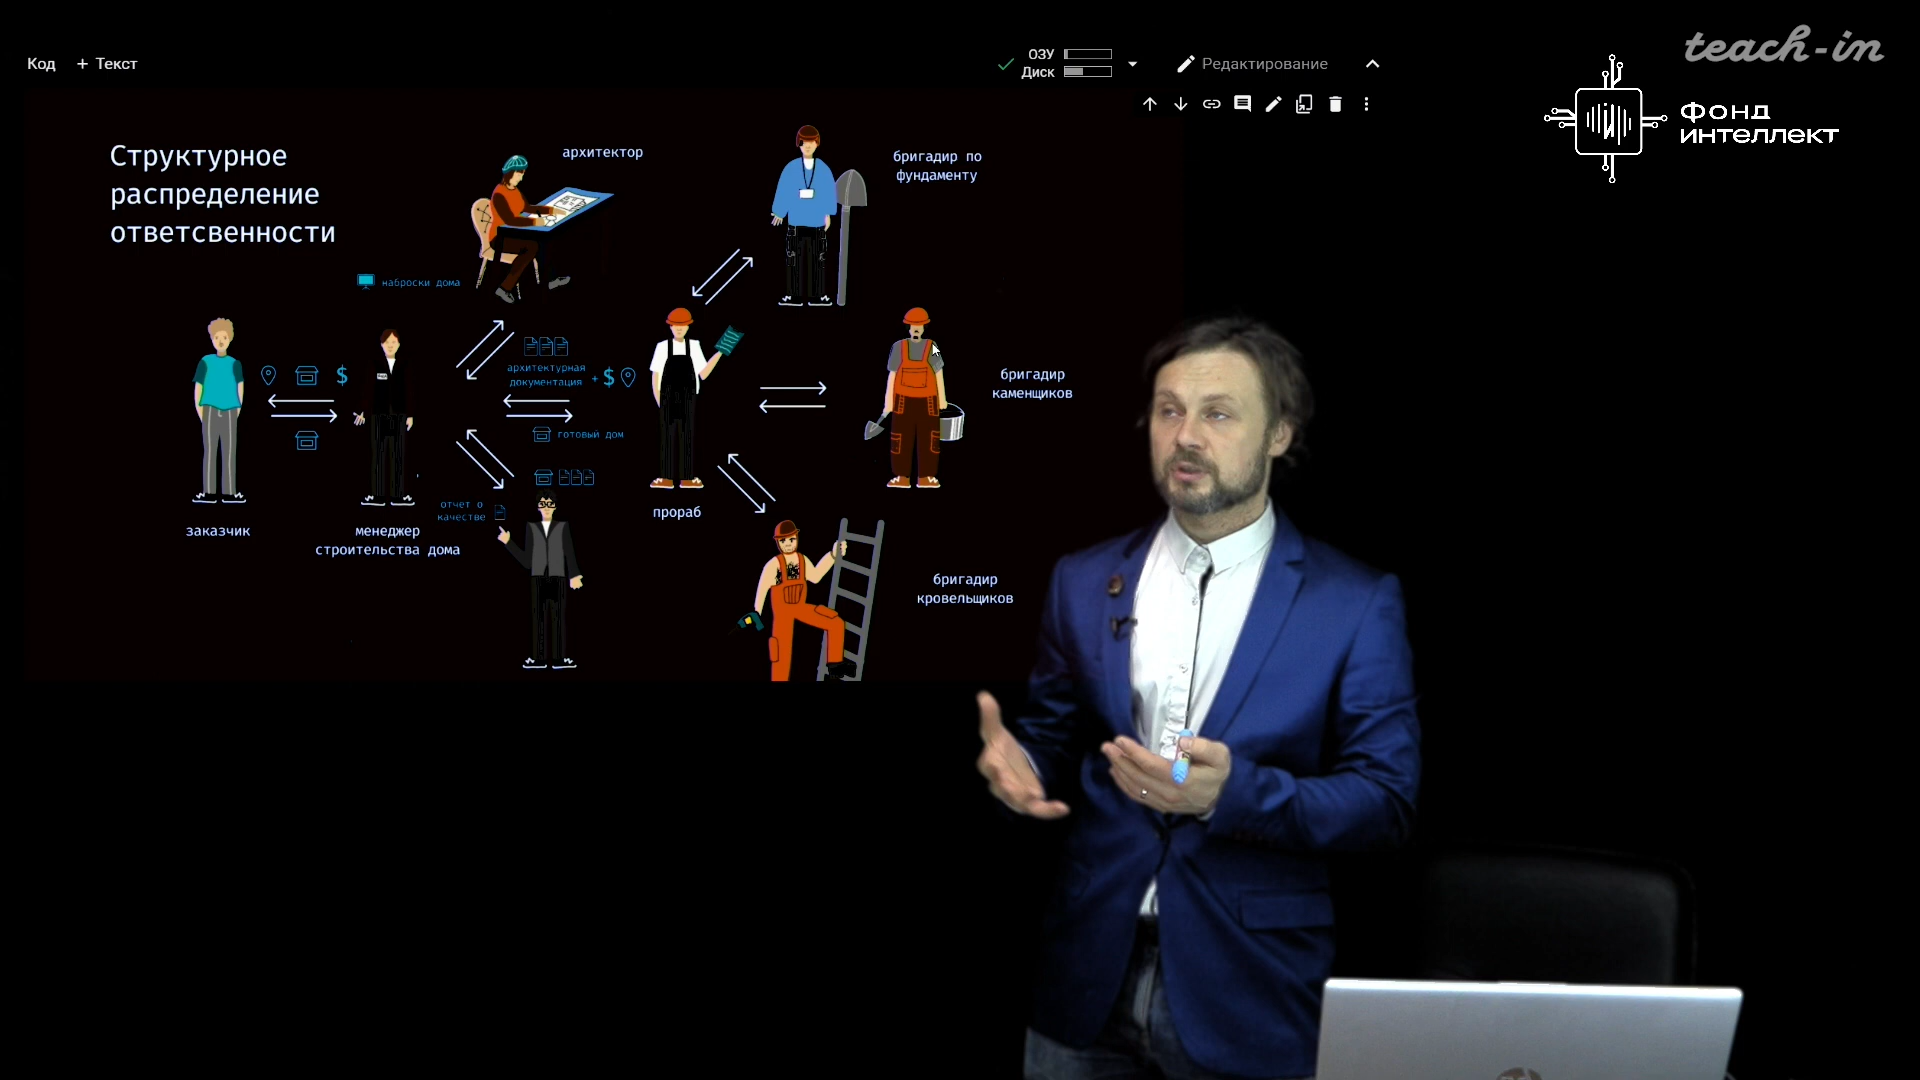 Код + Текст
ОЗУ
Диск
Редактирование
teach-in
Фонд
интеллект
Структурное
распределение
ответсвенности
архитектор
бригадир по
фундаменту
наброски дома
архитектурная
документация + $
$
готовый дом
бригадир
каменщиков
отчет о
качестве
заказчик
менеджер
строительства дома
прораб
бригадир
кровельщиков